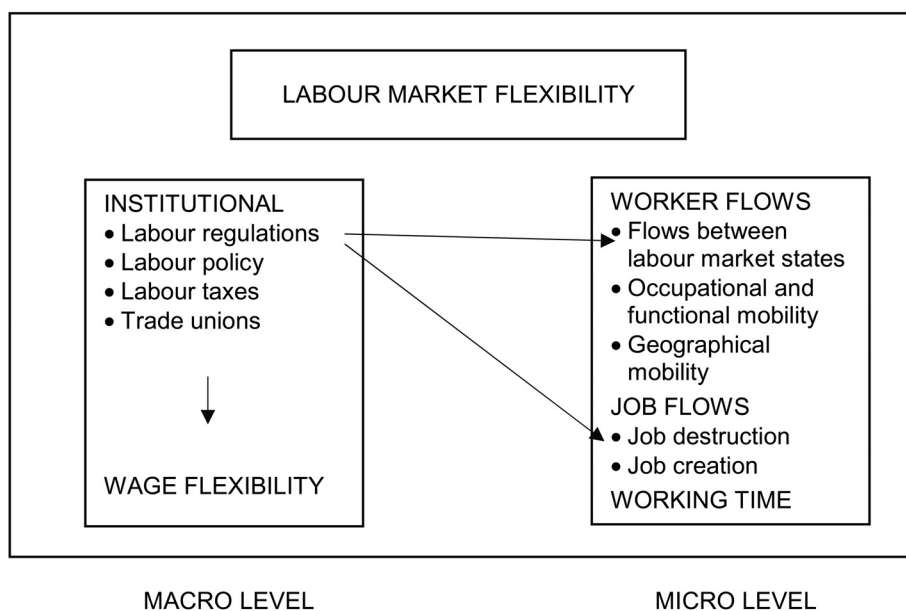 LABOUR MARKET FLEXIBILITY
INSTITUTIONAL
• Labour regulations
• Labour policy
• Labour taxes
• Trade unions
WAGE FLEXIBILITY
WORKER FLOWS
• Flows between
labour market states
• Occupational and
functional mobility
• Geographical
mobility
JOB FLOWS
• Job destruction
• Job creation
WORKING TIME
MACRO LEVEL
MICRO LEVEL